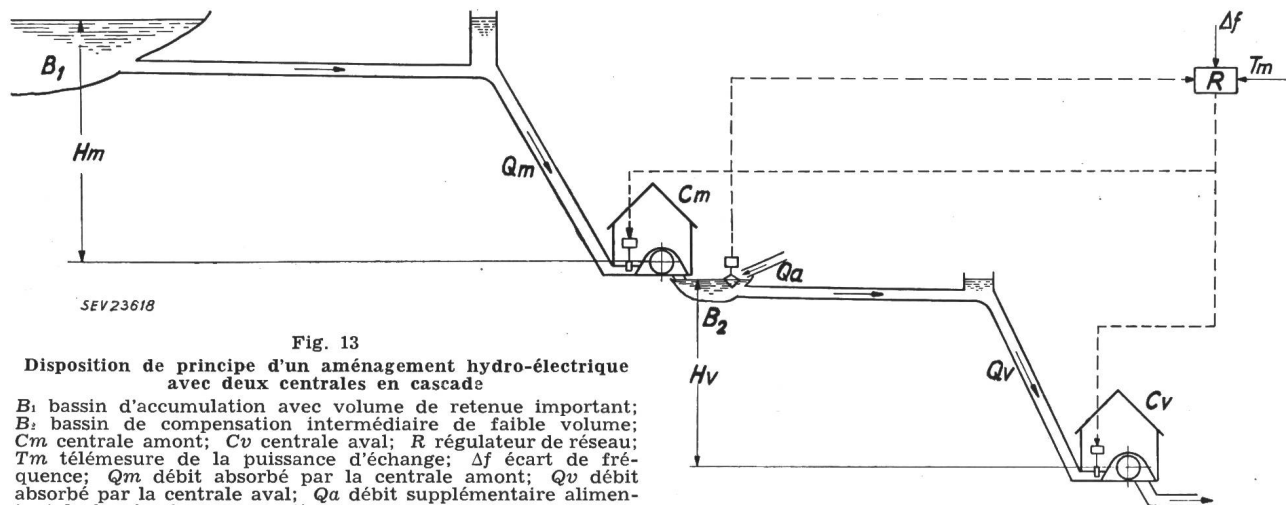 Δf
B1
R
Tm
Hm
Qm
Cm
Qa
SEV23618
B2
Hv
Qv
Cv
Fig. 13
Disposition de principe d'un aménagement hydro-électrique
avec deux centrales en cascade
B1 bassin d'accumulation avec volume de retenue important;
B2 bassin de compensation intermédiaire de faible volume;
Cm centrale amont; Cv centrale aval; R régulateur de réseau;
Tm télémesure de la puissance d'échange; Δf écart de fré-
quence; Qm débit absorbé par la centrale amont; Qv débit
absorbé par la centrale aval; Qa débit supplémentaire alimen-